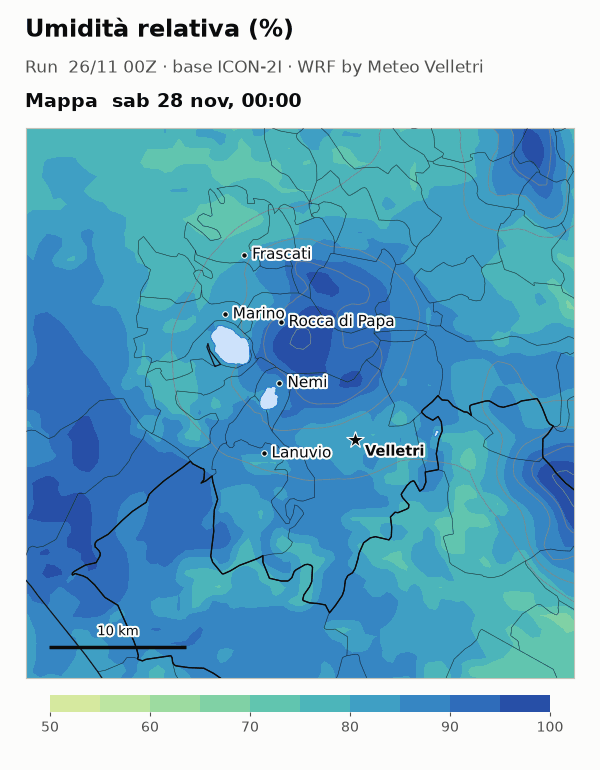 Umidità relativa (%)
Run  26/11 00Z · base ICON-2I · WRF by Meteo Velletri
Mappa  sab 28 nov, 00:00
Frascati
Marino
Rocca di Papa
Nemi
Velletri
Lanuvio
10 km
50 60 70 80 90 100